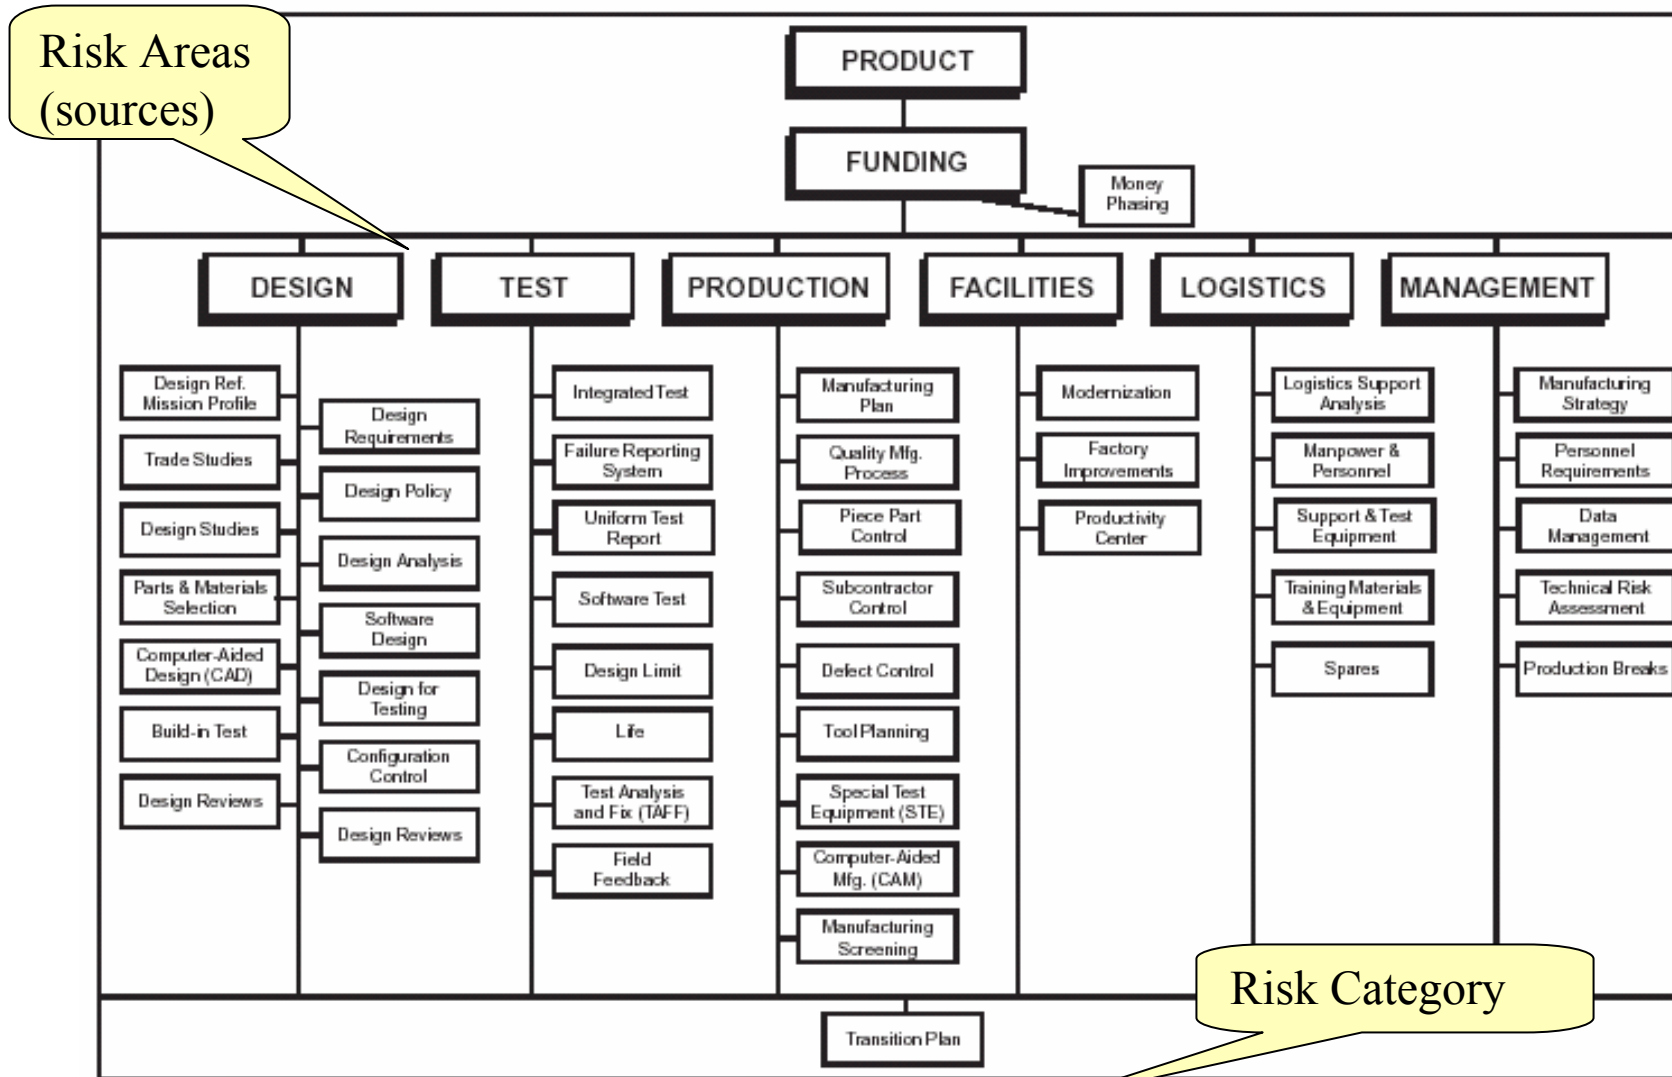 Risk Areas
(sources)
PRODUCT
FUNDING
Money
Phasing
DESIGN
TEST
PRODUCTION
FACILITIES
LOGISTICS
MANAGEMENT
Design Ref.
Mission Profile
Trade Studies
Design Studies
Parts & Materials
Selection
Computer-Aided
Design (CAD)
Build-in Test
Design Reviews
Design
Requirements
Design Policy
Design Analysis
Software
Design
Design for
Testing
Configuration
Control
Design Reviews
Integrated Test
Failure Reporting
System
Uniform Test
Report
Software Test
Design Limit
Life
Test Analysis
and Fix (TAFF)
Field
Feedback
Manufacturing
Plan
Quality Mfg.
Process
Piece Part
Control
Subcontractor
Control
Defect Control
Tool Planning
Special Test
Equipment (STE)
Computer-Aided
Mfg. (CAM)
Manufacturing
Screening
Modernization
Factory
Improvements
Productivity
Center
Logistics Support
Analysis
Manpower &
Personnel
Support & Test
Equipment
Training Materials
& Equipment
Spares
Manufacturing
Strategy
Personnel
Requirements
Data
Management
Technical Risk
Assessment
Production Breaks
Risk Category
Transition Plan